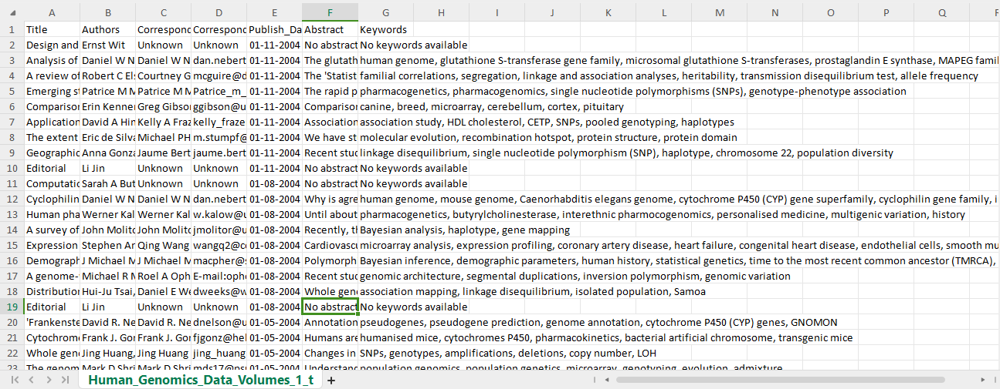 A B C D E F G H I J K L M N O P Q
1 Title Authors Correspond Correspond Publish_Da Abstract Keywords
2 Design and Ernst Wit Unknown Unknown 01-11-2004 No abstract No keywords available
3 Analysis of Daniel W N Daniel W N dan.nebert 01-11-2004 The glutath human genome, glutathione S-transferase gene family, microsomal glutathione S-transferases, prostaglandin E synthase, MAPEG famil
4 A review of Robert C Els Courtney G mcguire@d 01-11-2004 The 'Statist familial correlations, segregation, linkage and association analyses, heritability, transmission disequilibrium test, allele frequency
5 Emerging st Patrice M M Patrice M M Patrice_m_ 01-11-2004 The rapid p pharmacogenetics, pharmacogenomics, single nucleotide polymorphisms (SNPs), genotype-phenotype association
6 Comparison Erin Kenner Greg Gibson ggibson@u 01-11-2004 Comparison canine, breed, microarray, cerebellum, cortex, pituitary
7 Application David A Hin Kelly A Fraz kelly_fraze 01-11-2004 Association association study, HDL cholesterol, CETP, SNPs, pooled genotyping, haplotypes
8 The extent Eric de Silva Michael PH m.stumpf@ 01-11-2004 We have st molecular evolution, recombination hotspot, protein structure, protein domain
9 Geographic Anna Gonza Jaume Bert jaume.bert 01-11-2004 Recent stud linkage disequilibrium, single nucleotide polymorphism (SNP), haplotype, chromosome 22, population diversity
10 Editorial Li Jin Unknown Unknown 01-11-2004 No abstract No keywords available
11 Computatio Sarah A But Unknown Unknown 01-08-2004 No abstract No keywords available
12 Cyclophilin Daniel W N Daniel W N dan.nebert 01-08-2004 Why is agre human genome, mouse genome, Caenorhabditis elegans genome, cytochrome P450 (CYP) gene superfamily, cyclophilin gene family, i
13 Human pha Werner Kal Werner Kal w.kalow@u 01-08-2004 Until about pharmacogenetics, butyrylcholinesterase, interethnic pharmocogenomics, personalised medicine, multigenic variation, history
14 A survey of John Molito John Molito jmolitor@u 01-08-2004 Recently, th Bayesian analysis, haplotype, gene mapping
15 Expression Stephen Ar Qing Wang wangq2@cc 01-08-2004 Cardiovascu microarray analysis, expression profiling, coronary artery disease, heart failure, congenital heart disease, endothelial cells, smooth mu
16 Demograph J Michael M J Michael M macpher@s 01-08-2004 Polymorph Bayesian inference, demographic parameters, human history, statistical genetics, time to the most recent common ancestor (TMRCA),
17 A genome- Michael R M Roel A Oph E-mail:opho 01-08-2004 Recent stud genomic architecture, segmental duplications, inversion polymorphism, genomic variation
18 Distribution Hui-Ju Tsai, Daniel E We dweeks@w 01-08-2004 Whole geno association mapping, linkage disequilibrium, isolated population, Samoa
19 Editorial Li Jin Unknown Unknown 01-08-2004 No abstract No keywords available
20 'Frankenste David R. Ne David R. Ne dnelson@u 01-05-2004 Annotation pseudogenes, pseudogene prediction, genome annotation, cytochrome P450 (CYP) genes, GNOMON
21 Cytochrome Frank J. Gor Frank J. Gor fjgonz@hel 01-05-2004 Humans are humanised mice, cytochromes P450, pharmacokinetics, bacterial artificial chromosome, transgenic mice
22 Whole geno Jing Huang, Jing Huang jing_huang 01-05-2004 Changes in SNPs, genotypes, amplifications, deletions, copy number, LOH
23 The genom Mark D Shri Mark D Shri mds17@psu 01-05-2004 Understand population genomics, population genetics, microarray, genotyping, evolution, admixture
Human_Genomics_Data_Volumes_1_t +